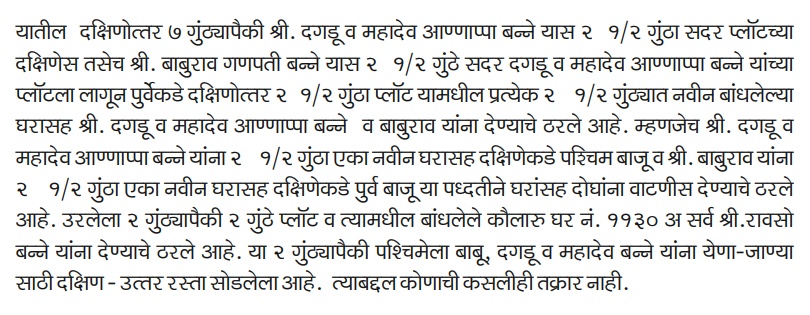 यातील दक्षिणोत्तर ७ गुंठ्यापैकी श्री. दगडू व महादेव आण्णाप्पा बन्ने यास २ १/२ गुंठा सदर प्लॉटच्या
दक्षिणेस तसेच श्री. बाबुराव गणपती बन्ने यास २ १/२ गुंठे सदर दगडू व महादेव आण्णाप्पा बन्ने यांच्या
प्लॉटला लागून पुर्वेकडे दक्षिणोत्तर २ १/२ गुंठा प्लॉट यामधील प्रत्येक २ १/२ गुंठ्यात नवीन बांधलेल्या
घरासह श्री. दगडू व महादेव आण्णाप्पा बन्ने व बाबुराव यांना देण्याचे ठरले आहे. म्हणजेच श्री. दगडू व
महादेव आण्णाप्पा बन्ने यांना २ १/२ गुंठा एका नवीन घरासह दक्षिणेकडे पश्चिम बाजू व श्री. बाबुराव यांना
२ १/२ गुंठा एका नवीन घरासह दक्षिणेकडे पुर्व बाजू या पध्दतीने घरांसह दोघांना वाटणीस देण्याचे ठरले
आहे. उरलेला २ गुंठ्यापैकी २ गुंठे प्लॉट व त्यामधील बांधलेले कौलारु घर नं. ११३० अ सर्व श्री.रावसो
बन्ने यांना देण्याचे ठरले आहे. या २ गुंठ्यापैकी पश्चिमेला बाबू, दगडू व महादेव बन्ने यांना येणा-जाण्या
साठी दक्षिण - उत्तर रस्ता सोडलेला आहे. त्याबद्दल कोणाची कसलीही तक्रार नाही.